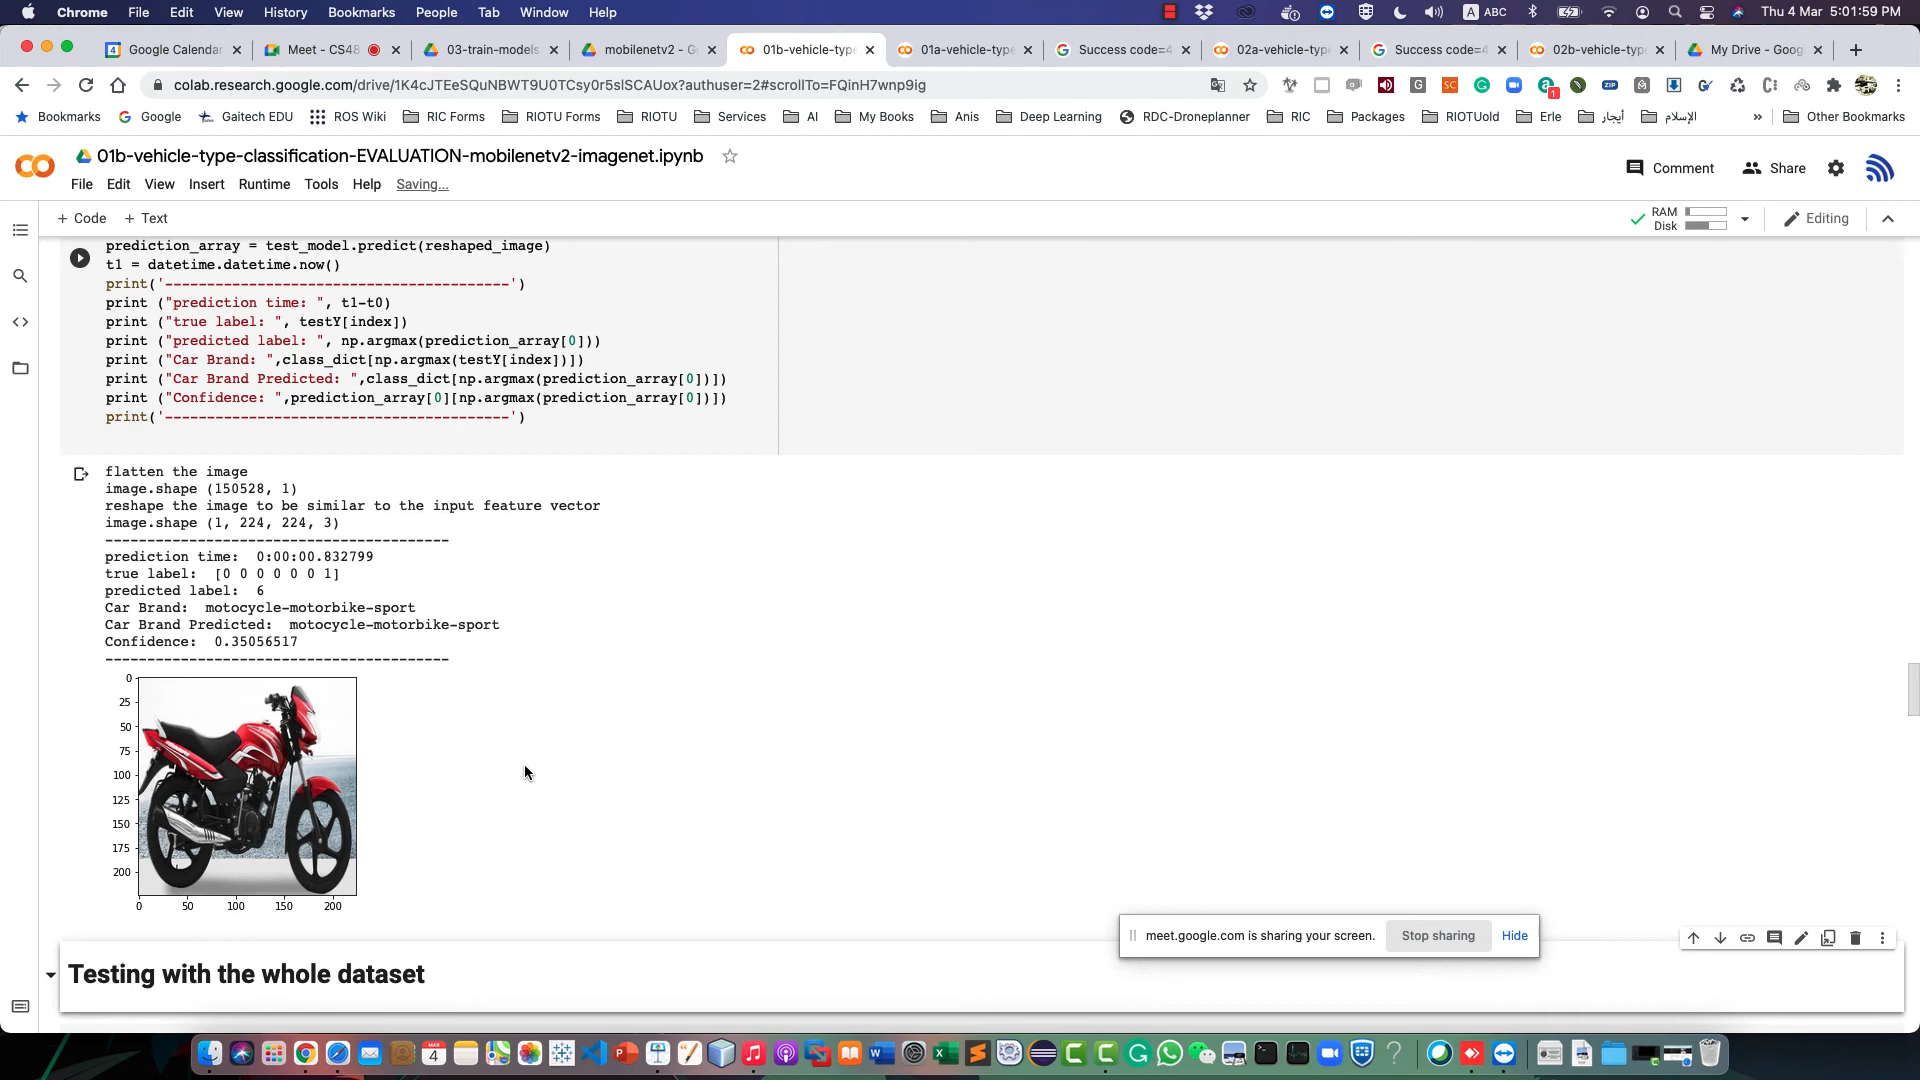 Chrome File Edit View History Bookmarks People Tab Window Help ABC Thu 4 Mar 5:01:59 PM
Google Calendar Meet - CS48 03-train-models mobilenetv2 - G 01b-vehicle-type 01a-vehicle-type Success code=4 02a-vehicle-typ Success code=4 02b-vehicle-typ My Drive - Goog
colab.research.google.com/drive/1K4cJTEeSQuNBWT9U0TCsy0r5slSCAUox?authuser=2#scrollTo=FQinH7wnp9ig
Bookmarks Google Gaitech EDU ROS Wiki RIC Forms RIOTU Forms RIOTU Services AI My Books Anis Deep Learning RDC-Droneplanner RIC Packages RIOTUold Erle أيجار الإسلام » Other Bookmarks
01b-vehicle-type-classification-EVALUATION-mobilenetv2-imagenet.ipynb
Comment Share
File Edit View Insert Runtime Tools Help Saving...
+ Code + Text
RAM
Disk
Editing
prediction_array = test_model.predict(reshaped_image)
t1 = datetime.datetime.now()
print('-----------------------------------------')
print ("prediction time: ", t1-t0)
print ("true label: ", testY[index])
print ("predicted label: ", np.argmax(prediction_array[0]))
print ("Car Brand: ",class_dict[np.argmax(testY[index])])
print ("Car Brand Predicted: ",class_dict[np.argmax(prediction_array[0])])
print ("Confidence: ",prediction_array[0][np.argmax(prediction_array[0])])
print('-----------------------------------------')
flatten the image
image.shape (150528, 1)
reshape the image to be similar to the input feature vector
image.shape (1, 224, 224, 3)
-----------------------------------------
prediction time:  0:00:00.832799
true label:  [0 0 0 0 0 0 1]
predicted label:  6
Car Brand:  motocycle-motorbike-sport
Car Brand Predicted:  motocycle-motorbike-sport
Confidence:  0.35056517
-----------------------------------------
0
25
50
75
100
125
150
175
200
0 50 100 150 200
meet.google.com is sharing your screen. Stop sharing Hide
Testing with the whole dataset